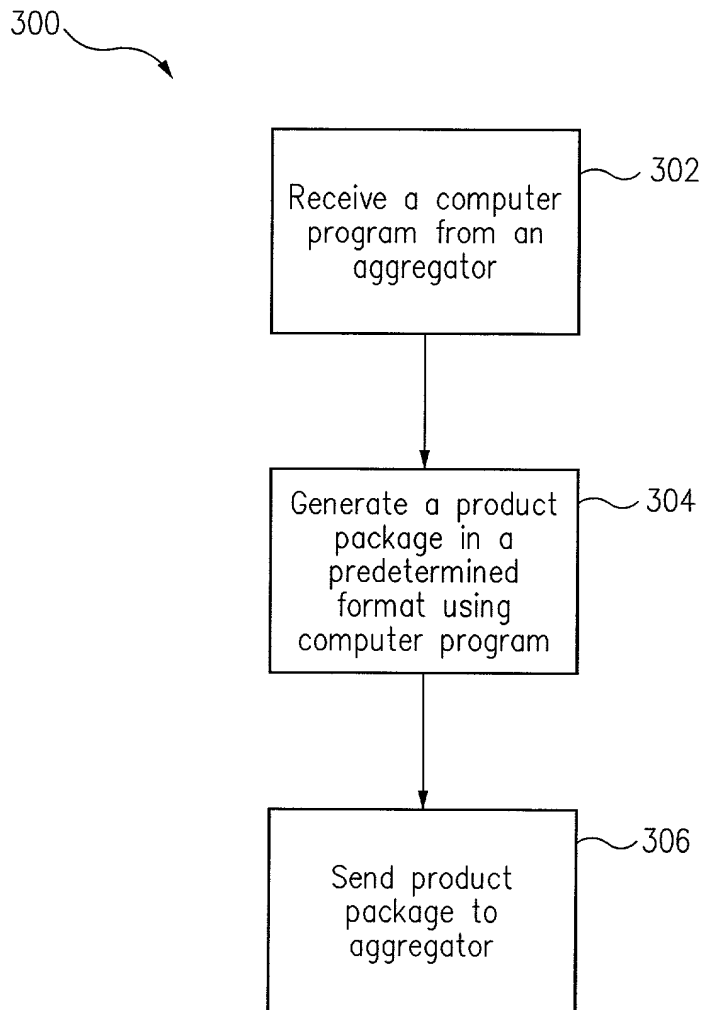 300
302
Receive a computer
program from an
aggregator
304
Generate a product
package in a
predetermined
format using
computer program
306
Send product
package to
aggregator